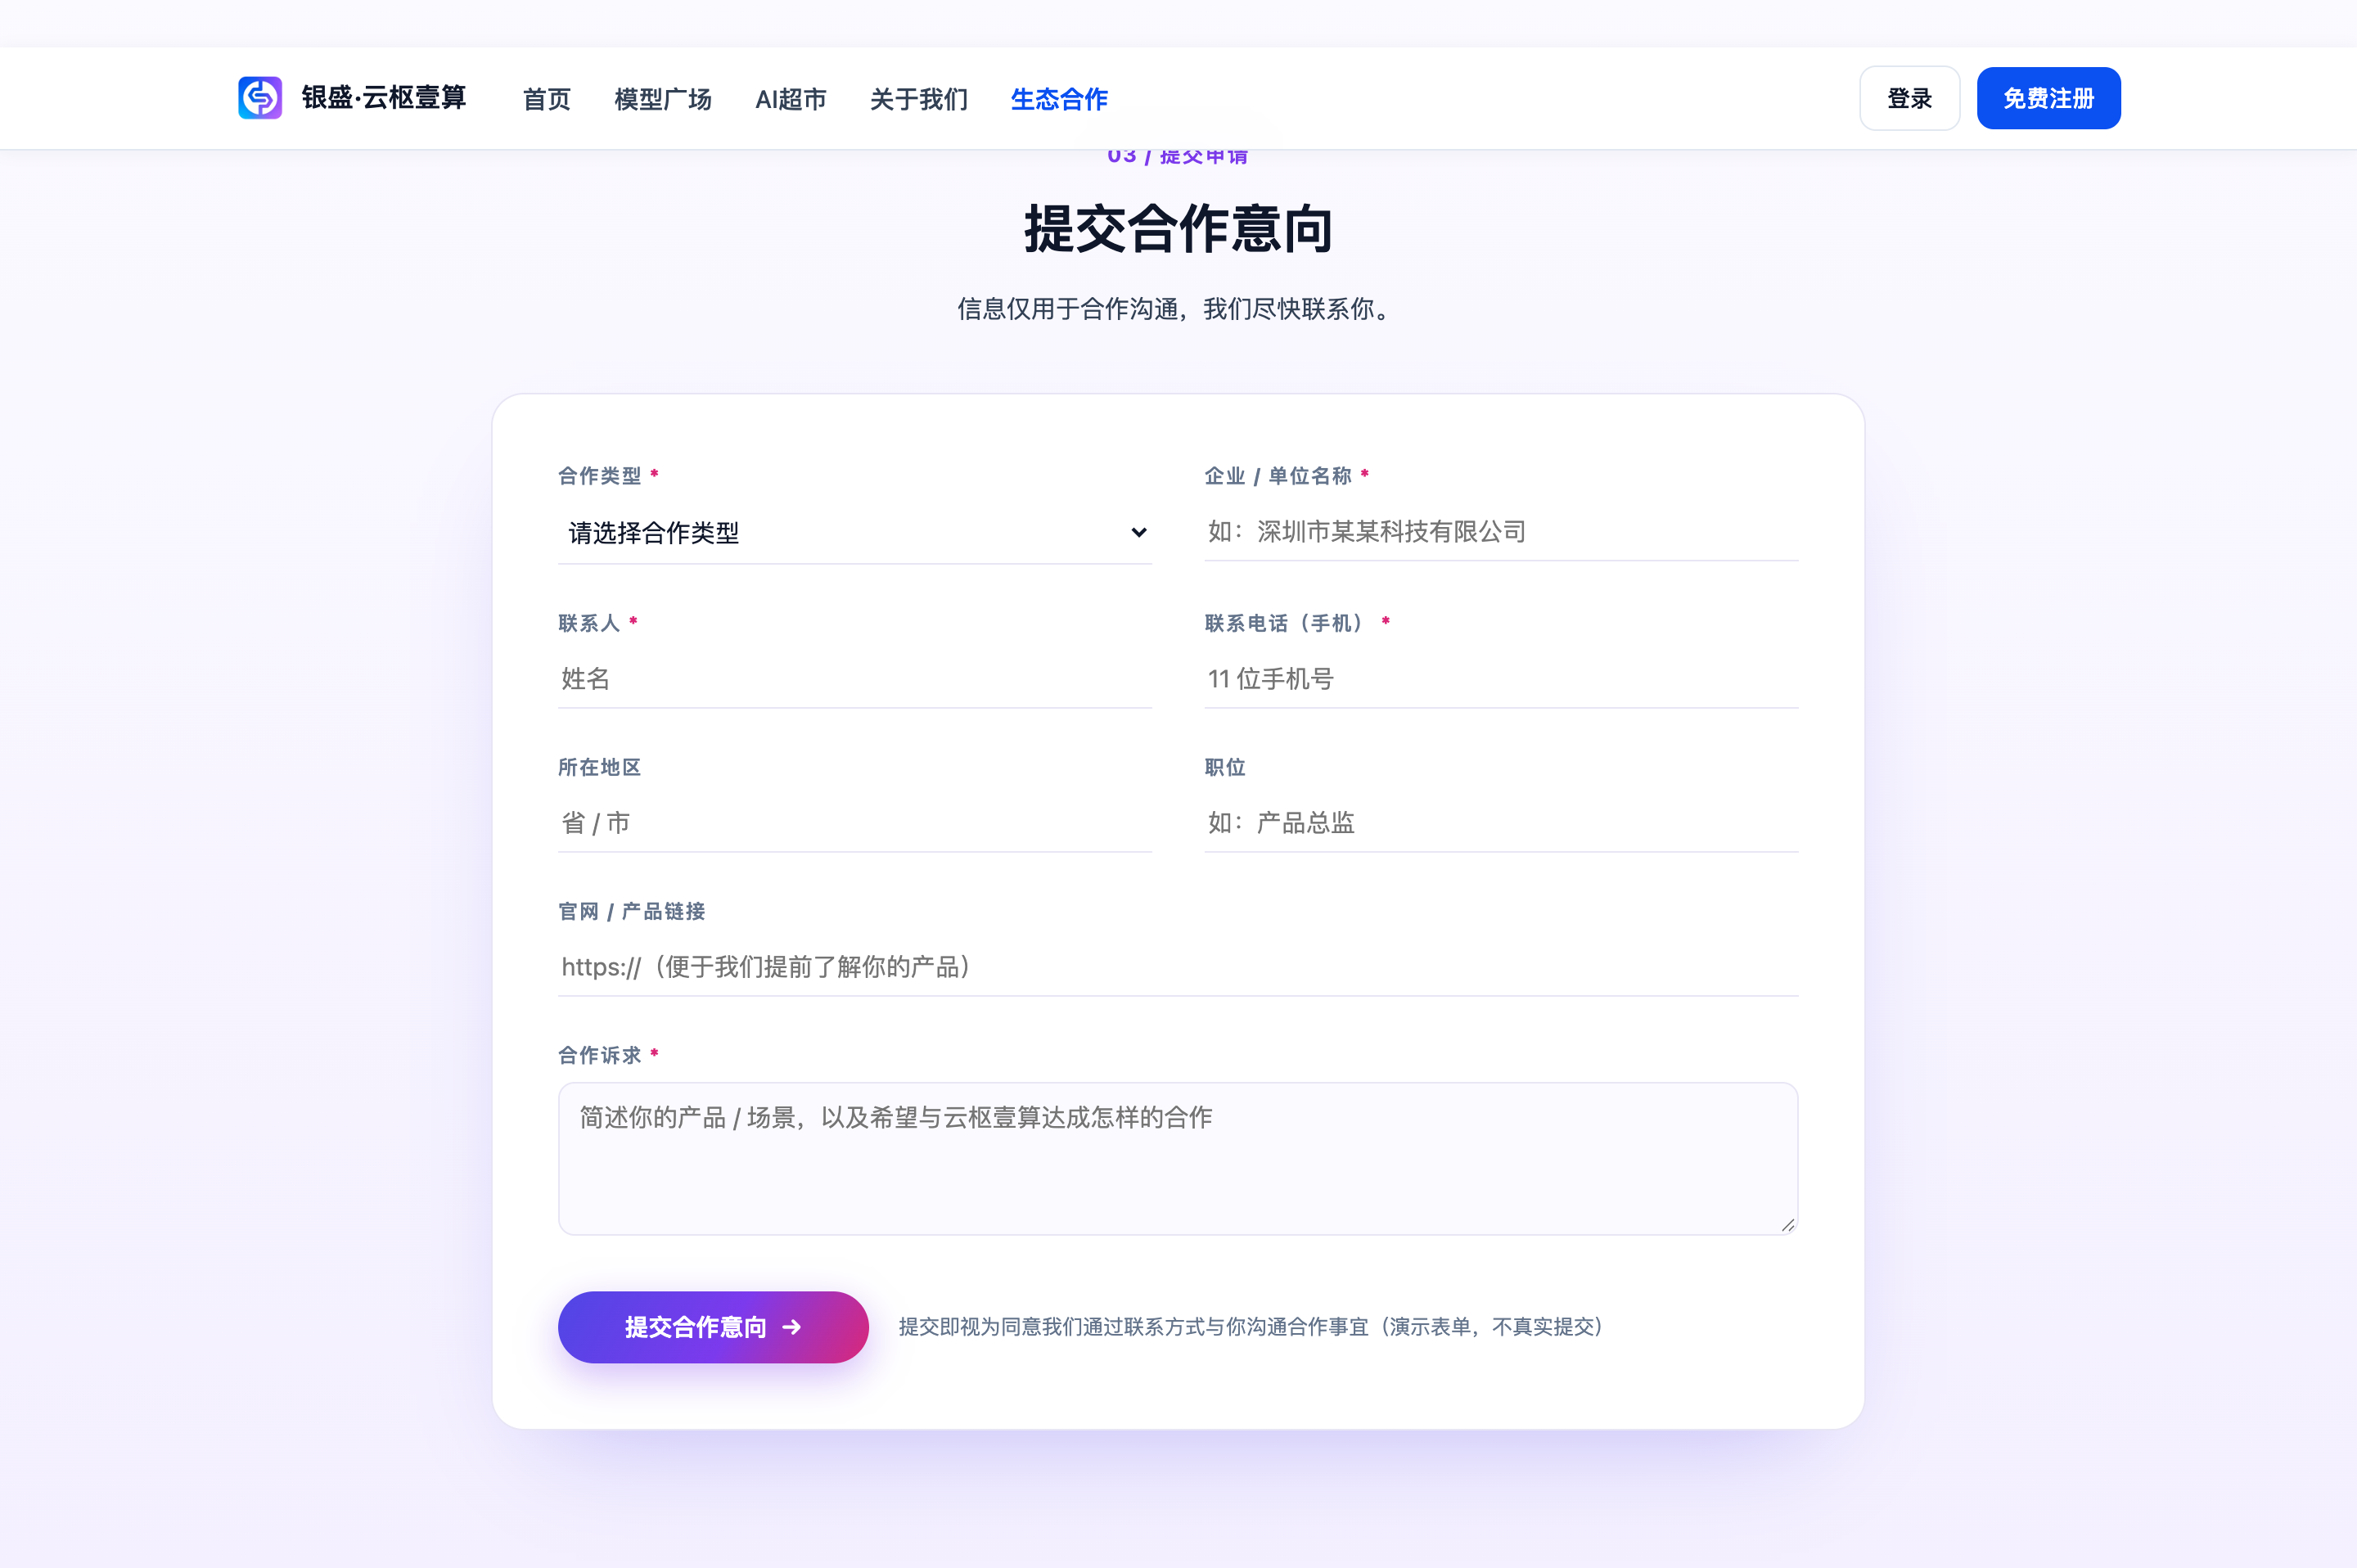 银盛·云枢壹算 首页 模型广场 AI超市 关于我们 生态合作 登录 免费注册
03 / 提交申请
提交合作意向
信息仅用于合作沟通，我们尽快联系你。
合作类型 * 企业 / 单位名称 *
请选择合作类型 如：深圳市某某科技有限公司
联系人 * 联系电话（手机） *
姓名 11 位手机号
所在地区 职位
省 / 市 如：产品总监
官网 / 产品链接
https://（便于我们提前了解你的产品）
合作诉求 *
简述你的产品 / 场景，以及希望与云枢壹算达成怎样的合作
提交合作意向 → 提交即视为同意我们通过联系方式与你沟通合作事宜（演示表单，不真实提交）